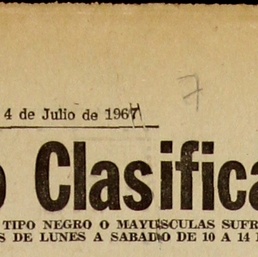 4 de Julio de 1967
7
o Clasifica
TIPO NEGRO O MAYUSCULAS SUFR
S DE LUNES A SABADO DE 10 A 14 H